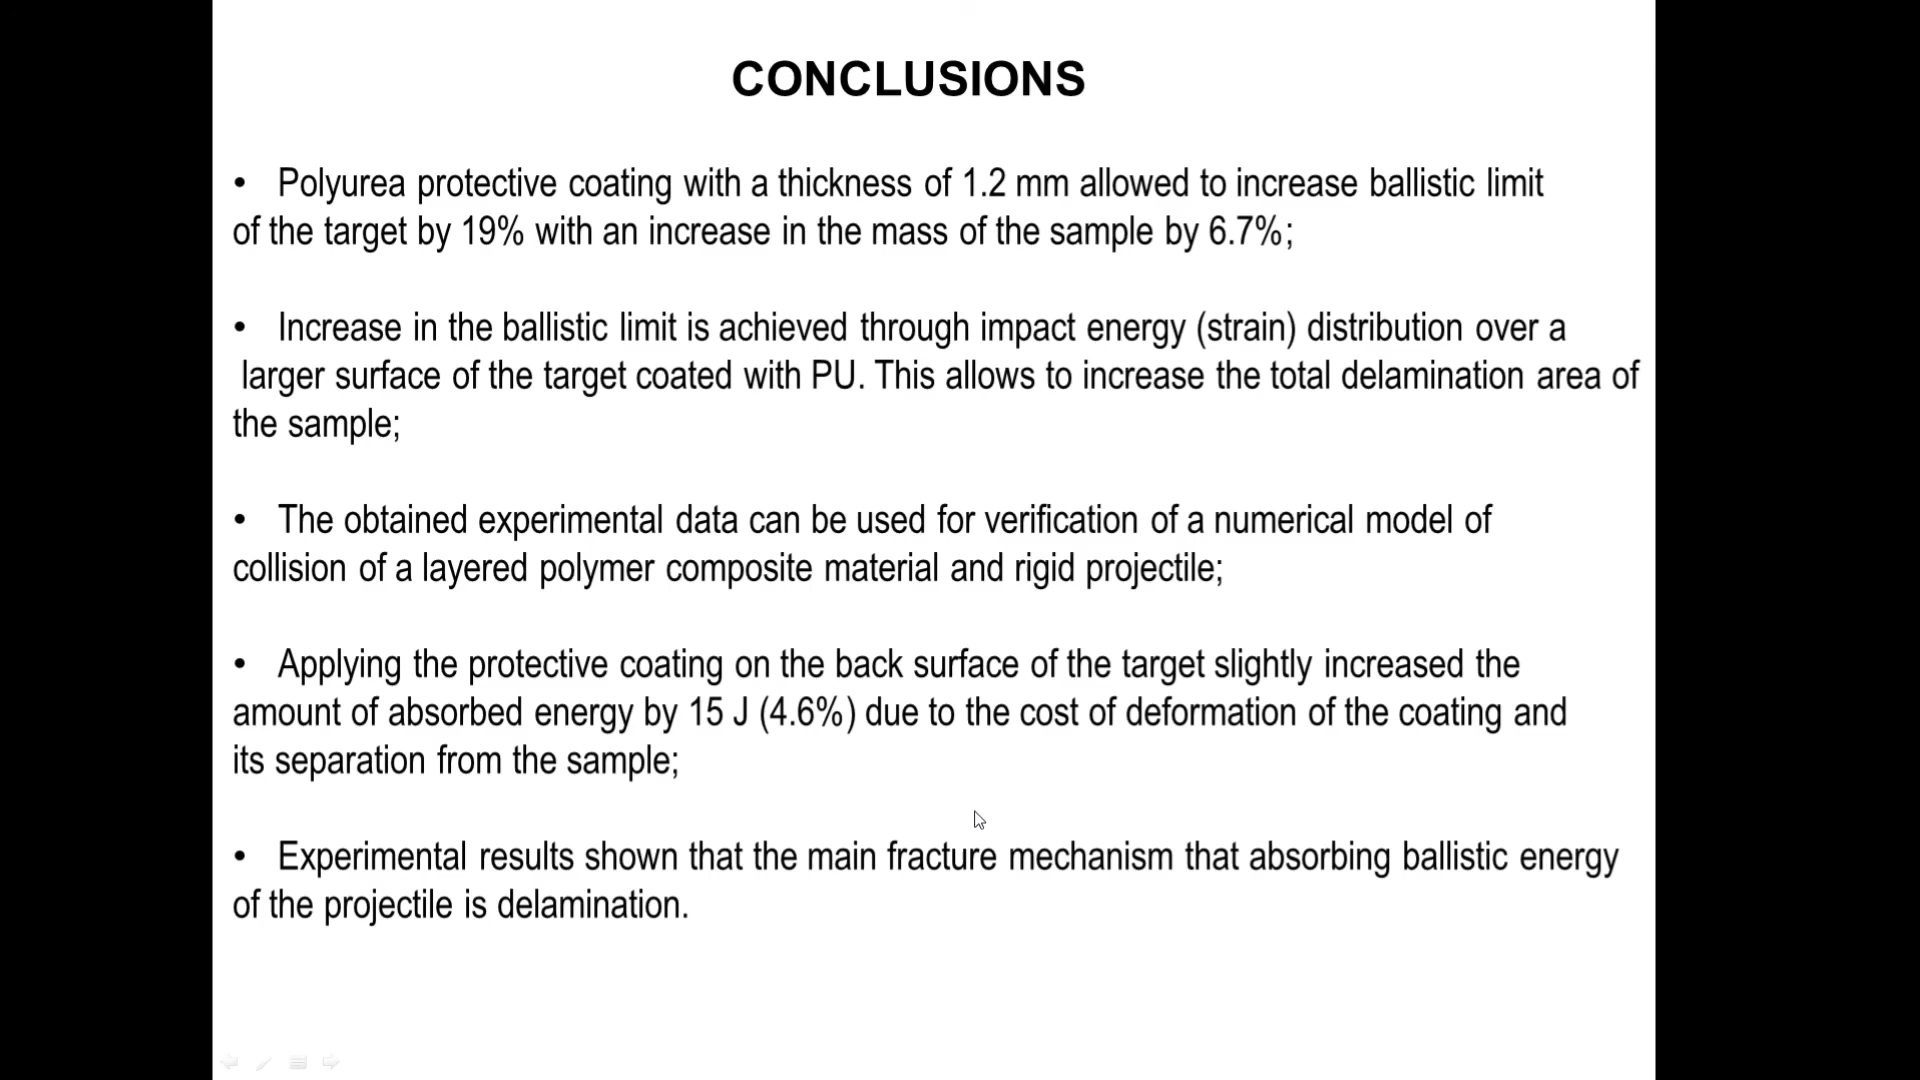 CONCLUSIONS
• Polyurea protective coating with a thickness of 1.2 mm allowed to increase ballistic limit
of the target by 19% with an increase in the mass of the sample by 6.7%;
• Increase in the ballistic limit is achieved through impact energy (strain) distribution over a
larger surface of the target coated with PU. This allows to increase the total delamination area of
the sample;
• The obtained experimental data can be used for verification of a numerical model of
collision of a layered polymer composite material and rigid projectile;
• Applying the protective coating on the back surface of the target slightly increased the
amount of absorbed energy by 15 J (4.6%) due to the cost of deformation of the coating and
its separation from the sample;
• Experimental results shown that the main fracture mechanism that absorbing ballistic energy
of the projectile is delamination.